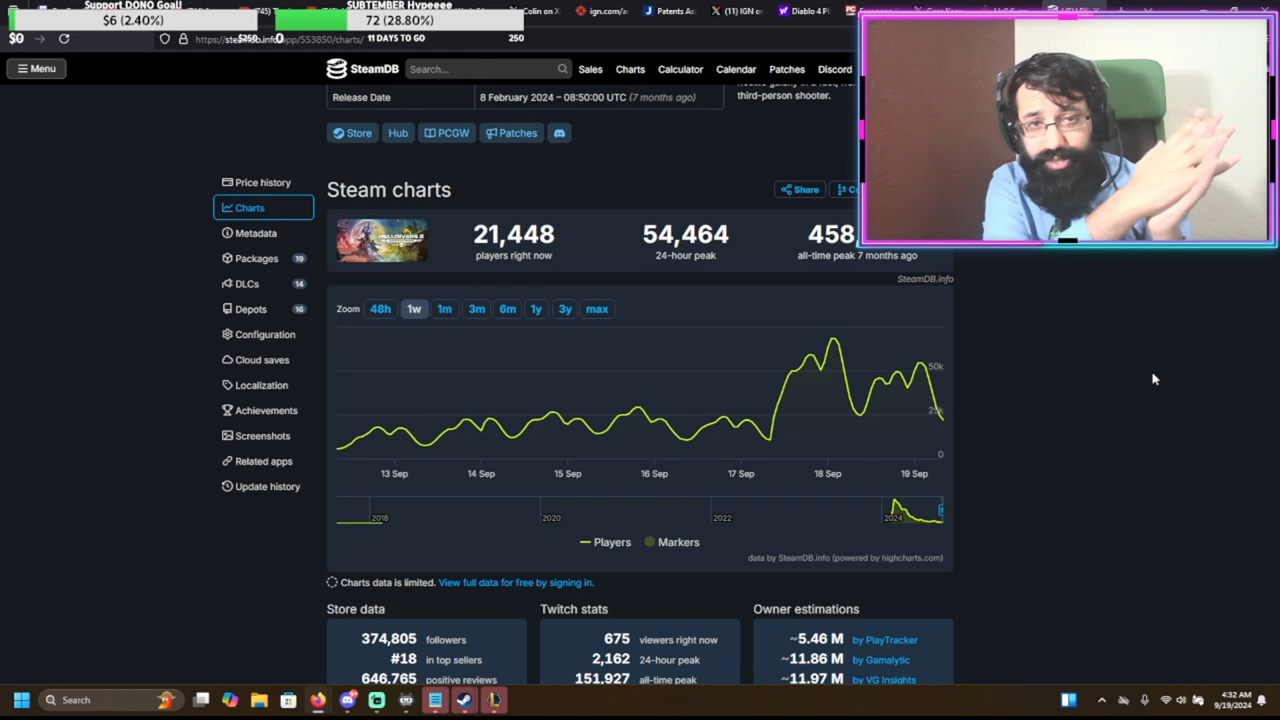 Support DONO Goal!
SUBTEMBER Hypeeee
$6 (2.40%)
72 (28.80%)
Colin on X
ign.com/a
Patents As
(11) IGN or
Diablo 4 Pl
$0
$250
0
11 DAYS TO GO
250
Menu
SteamDB
Search...
Sales
Charts
Calculator
Calendar
Patches
Discord
Release Date
8 February 2024 – 08:50:00 UTC (7 months ago)
third-person shooter.
Store
Hub
PCGW
Patches
Price history
Charts
Metadata
Packages 19
DLCs 14
Depots 16
Configuration
Cloud saves
Localization
Achievements
Screenshots
Related apps
Update history
Steam charts
Share
21,448
players right now
54,464
24-hour peak
458,
all-time peak 7 months ago
SteamDB.info
Zoom 48h 1w 1m 3m 6m 1y 3y max
50k
25k
0
13 Sep 14 Sep 15 Sep 16 Sep 17 Sep 18 Sep 19 Sep
2018 2020 2022 2024
Players Markers
data by SteamDB.info (powered by highcharts.com)
Charts data is limited. View full data for free by signing in.
Store data
374,805 followers
#18 in top sellers
646,765 positive reviews
Twitch stats
675 viewers right now
2,162 24-hour peak
151,927 all-time peak
Owner estimations
~5.46 M by PlayTracker
~11.86 M by Gamalytic
~11.97 M by VG Insights
Search
4:32 AM
9/19/2024